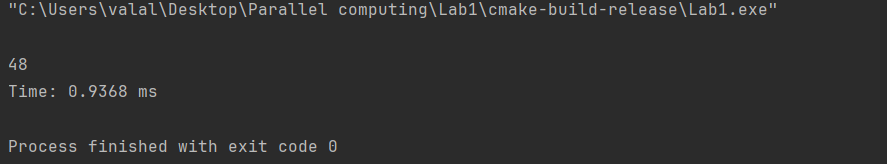 "C:\Users\valal\Desktop\Parallel computing\Lab1\cmake-build-release\Lab1.exe"
48
Time: 0.9368 ms
Process finished with exit code 0